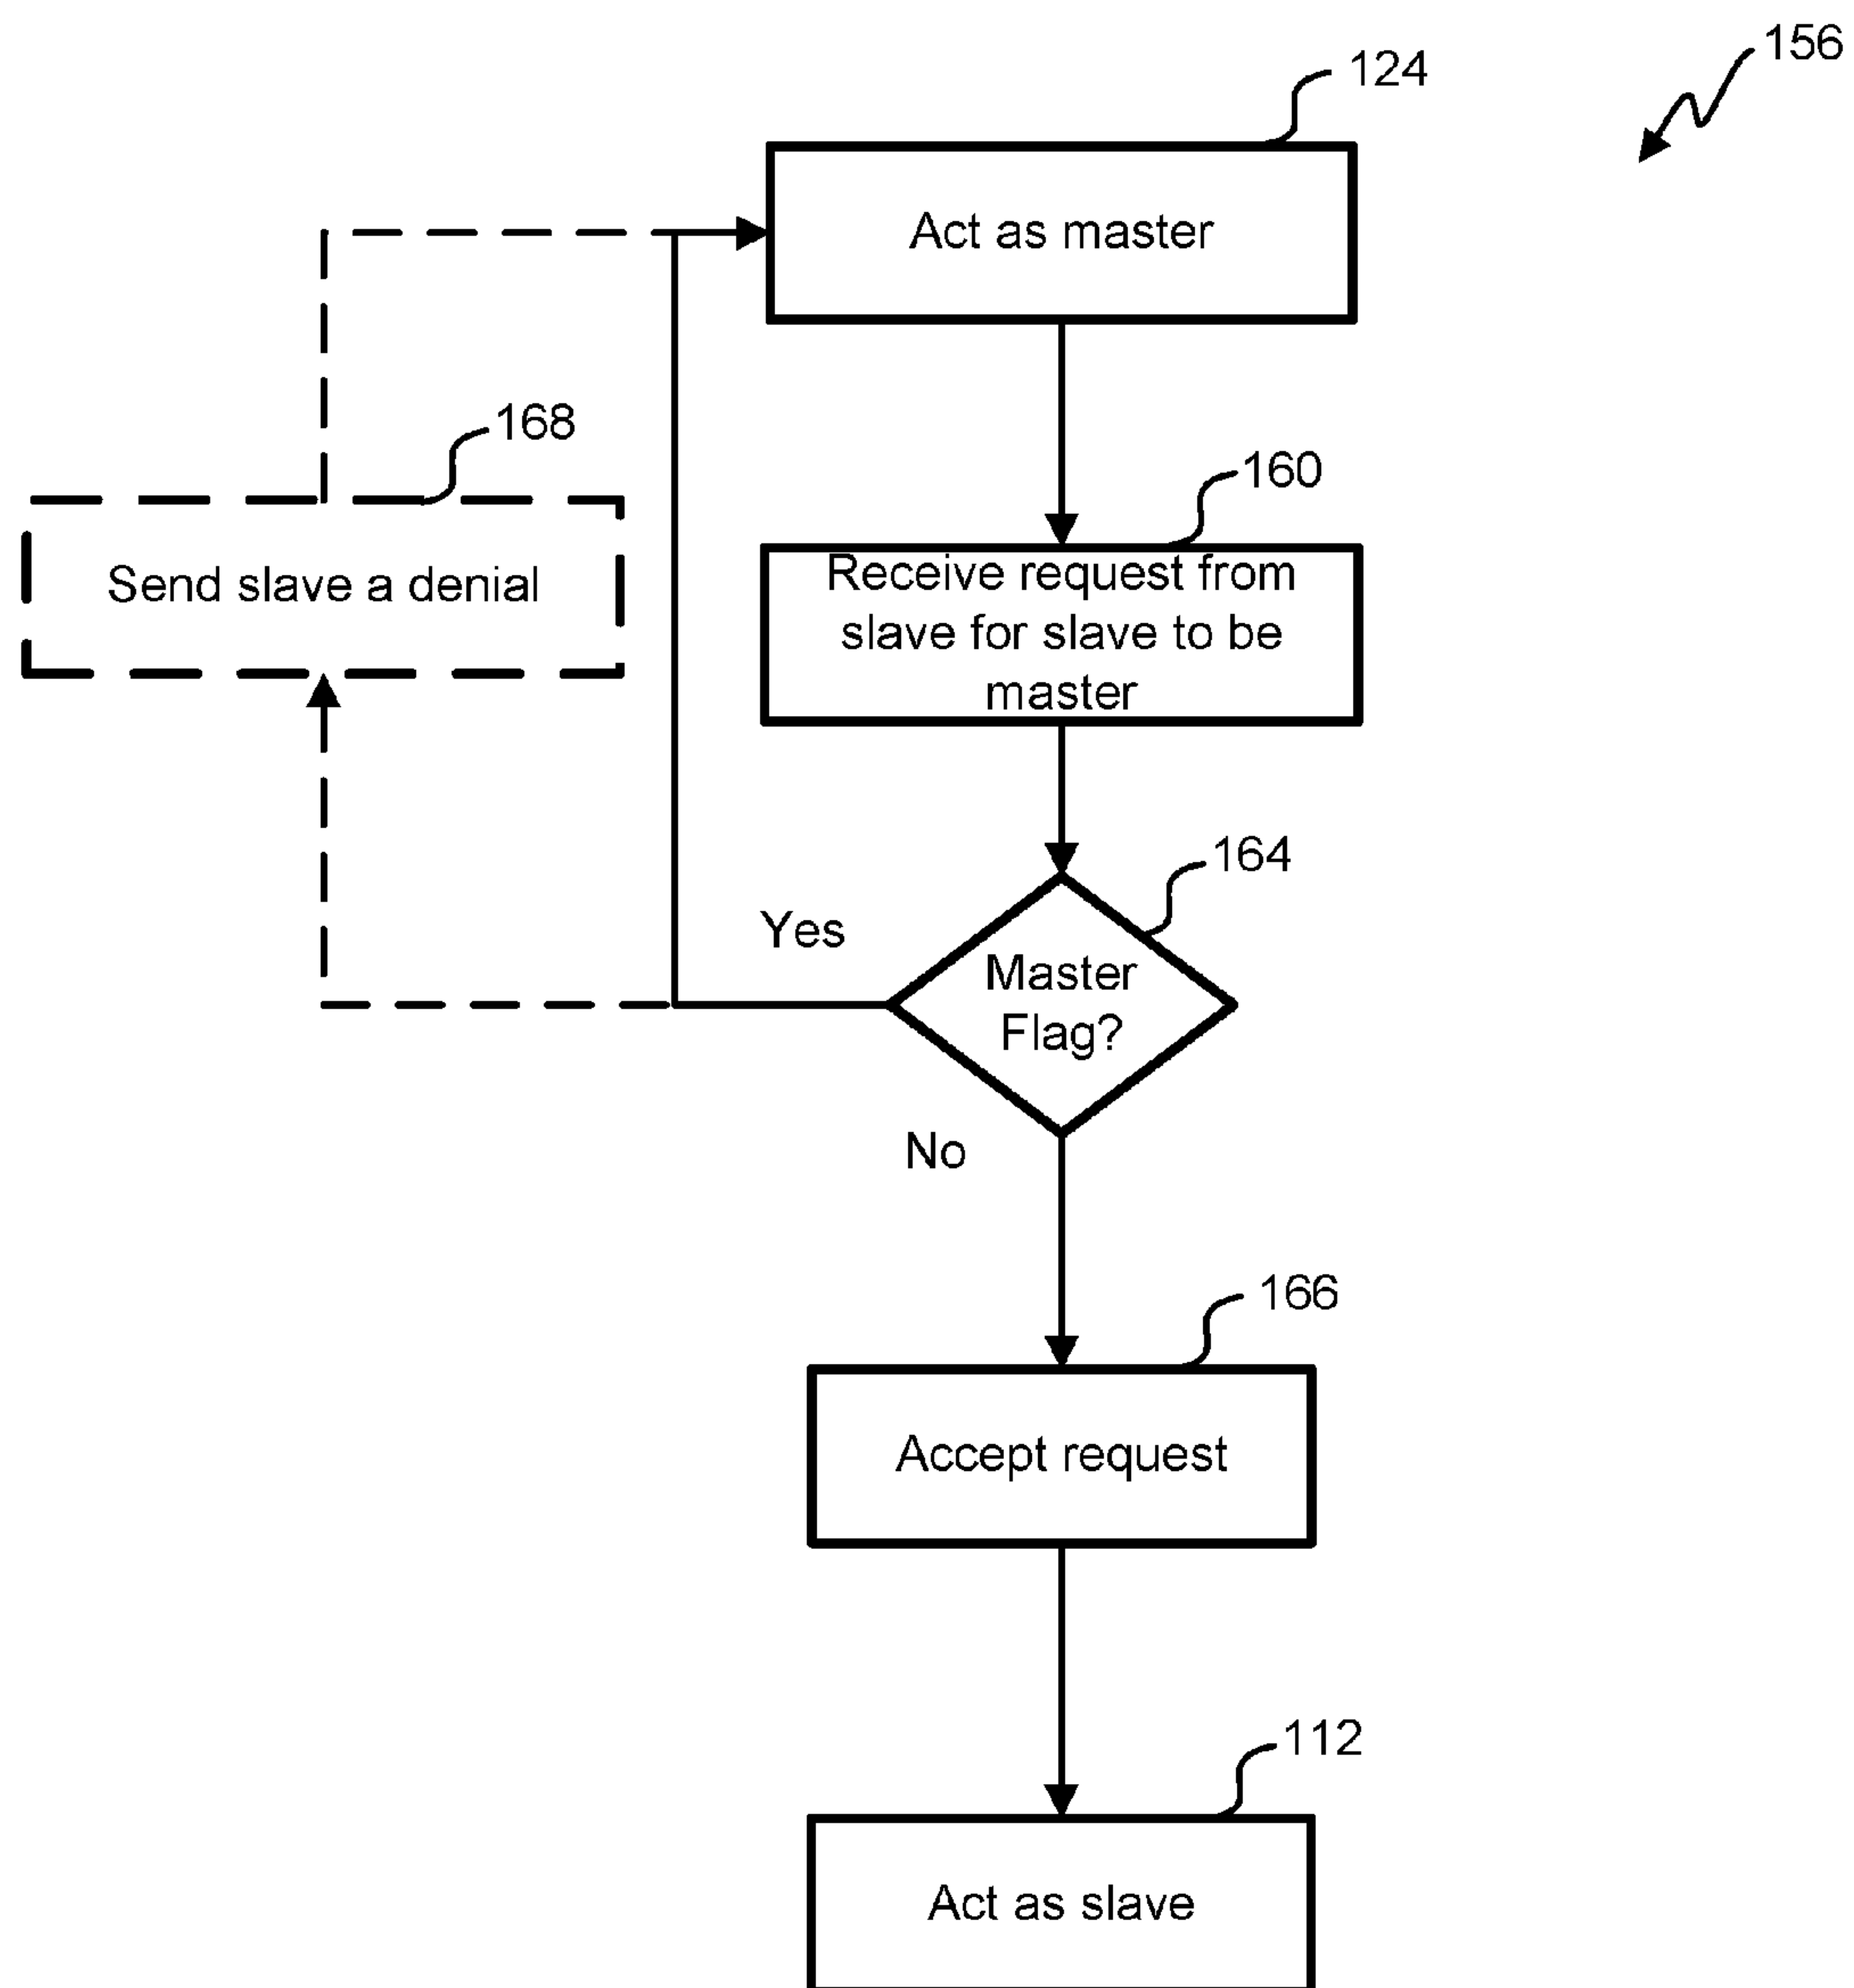 156
124
Act as master
168
160
Send slave a denial
Receive request from
slave for slave to be
master
164
Yes
Master
Flag?
No
166
Accept request
112
Act as slave